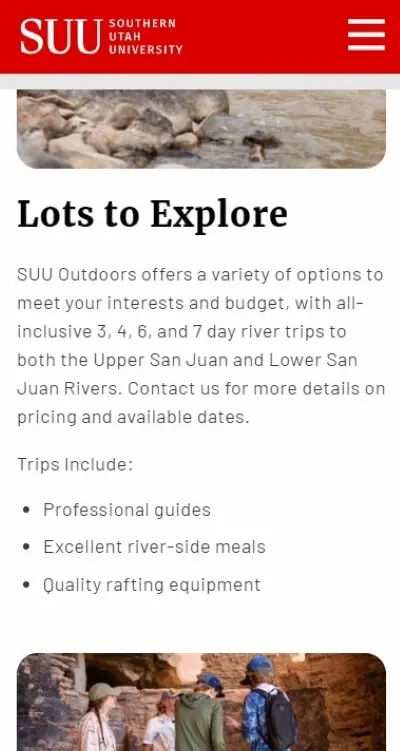 SUU SOUTHERN
UTAH
UNIVERSITY
Lots to Explore
SUU Outdoors offers a variety of options to
meet your interests and budget, with all-
inclusive 3, 4, 6, and 7 day river trips to
both the Upper San Juan and Lower San
Juan Rivers. Contact us for more details on
pricing and available dates.
Trips Include:
• Professional guides
• Excellent river-side meals
• Quality rafting equipment